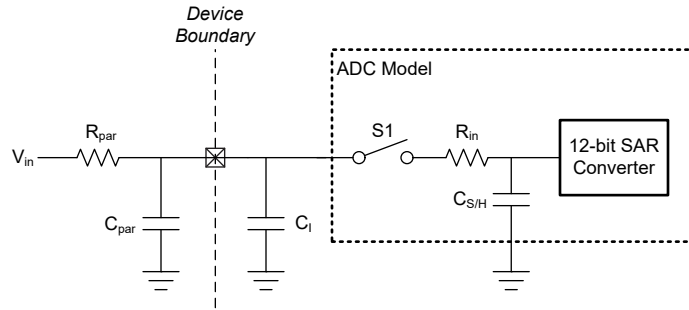 Device
Boundary
ADC Model
V_in
R_par
S1
R_in
12-bit SAR
Converter
C_par
C_I
C_S/H